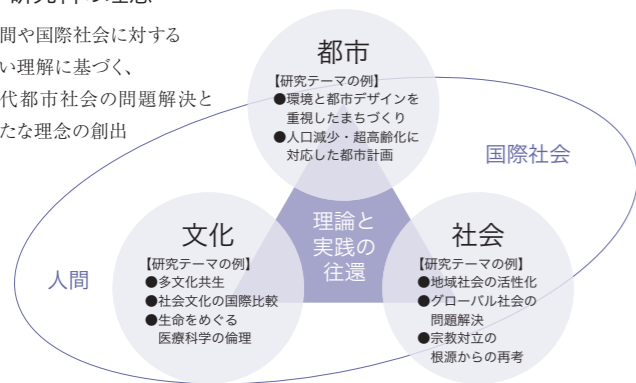 間や国際社会に対する
い理解に基づく、
代都市社会の問題解決と
たな理念の創出
都市
【研究テーマの例】
●環境と都市デザインを
重視したまちづくり
●人口減少・超高齢化に
対応した都市計画
国際社会
理論と
実践の
往還
文化
【研究テーマの例】
●多文化共生
●社会文化の国際比較
●生命をめぐる
医療科学の倫理
社会
【研究テーマの例】
●地域社会の活性化
●グローバル社会の
問題解決
●宗教対立の
根源からの再考
人間